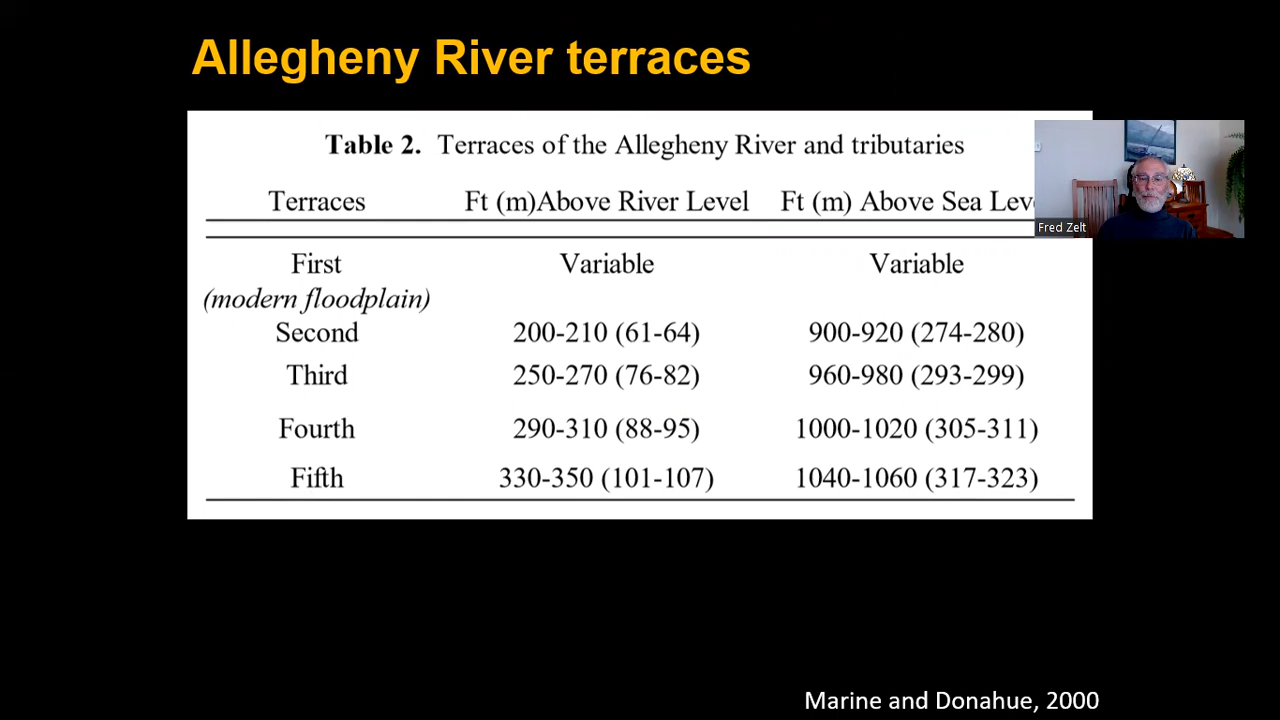 Allegheny River terraces
Table 2. Terraces of the Allegheny River and tributaries
Terraces Ft (m)Above River Level Ft (m) Above Sea Lev
Fred Zelt
First Variable Variable
(modern floodplain)
Second 200-210 (61-64) 900-920 (274-280)
Third 250-270 (76-82) 960-980 (293-299)
Fourth 290-310 (88-95) 1000-1020 (305-311)
Fifth 330-350 (101-107) 1040-1060 (317-323)
Marine and Donahue, 2000